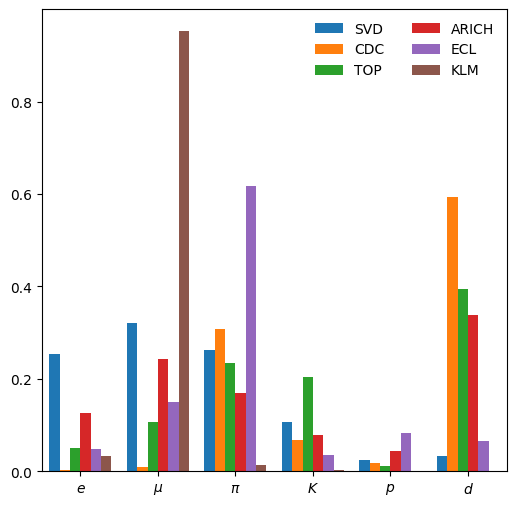 SVD
CDC
TOP
ARICH
ECL
KLM
0.8
0.6
0.4
0.2
0.0
e μ π K p d